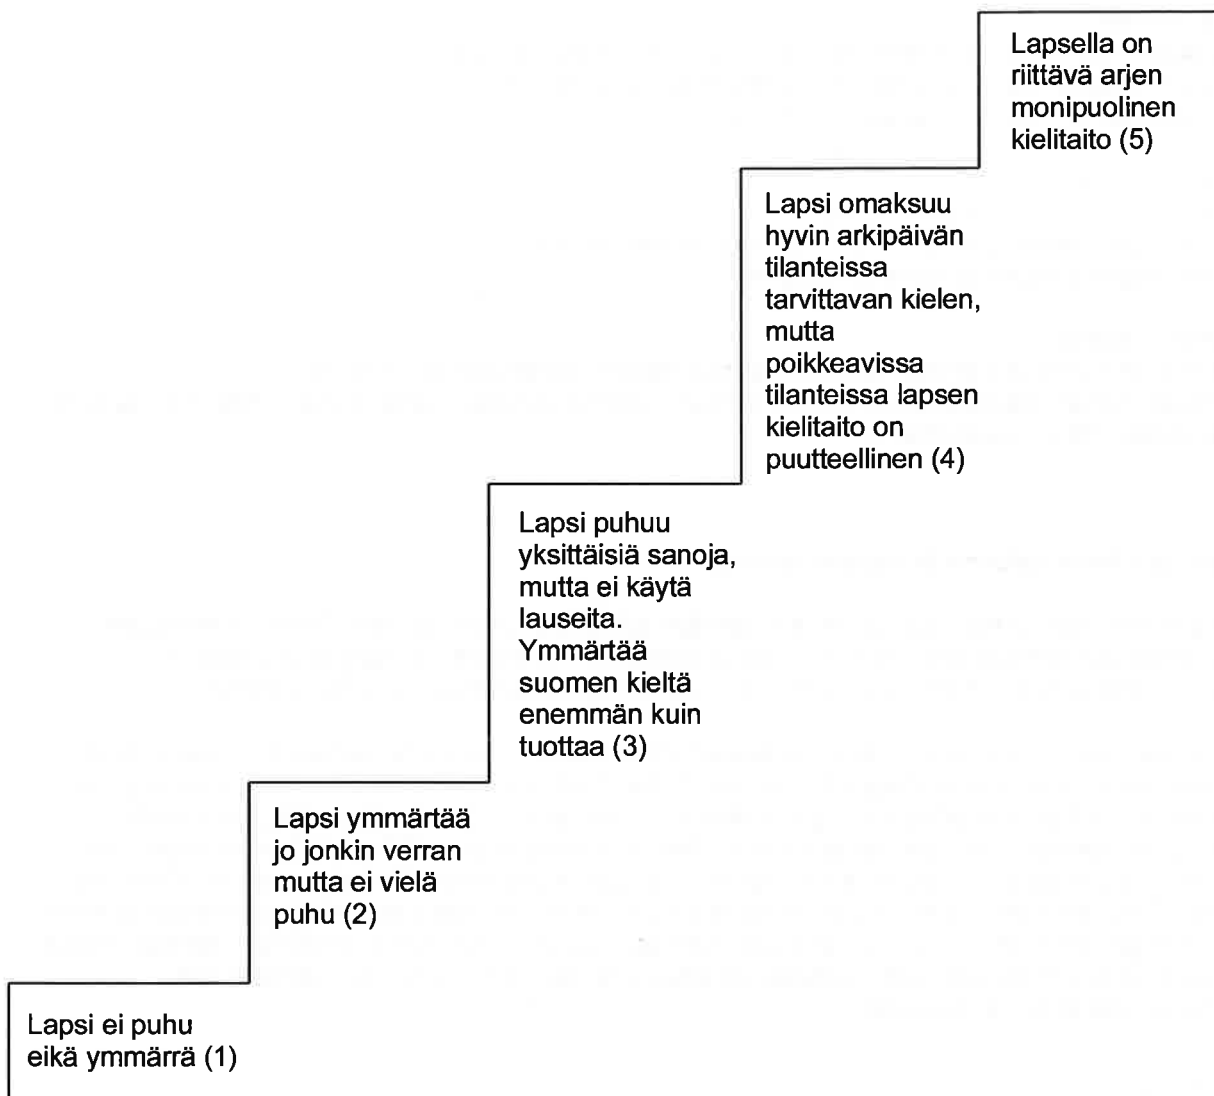 Lapsella on
riittävä arjen
monipuolinen
kielitaito (5)
Lapsi omaksuu
hyvin arkipäivän
tilanteissa
tarvittavan kielen,
mutta
poikkeavissa
tilanteissa lapsen
kielitaito on
puutteellinen (4)
Lapsi puhuu
yksittäisiä sanoja,
mutta ei käytä
lauseita.
Ymmärtää
suomen kieltä
enemmän kuin
tuottaa (3)
Lapsi ymmärtää
jo jonkin verran
mutta ei vielä
puhu (2)
Lapsi ei puhu
eikä ymmärrä (1)